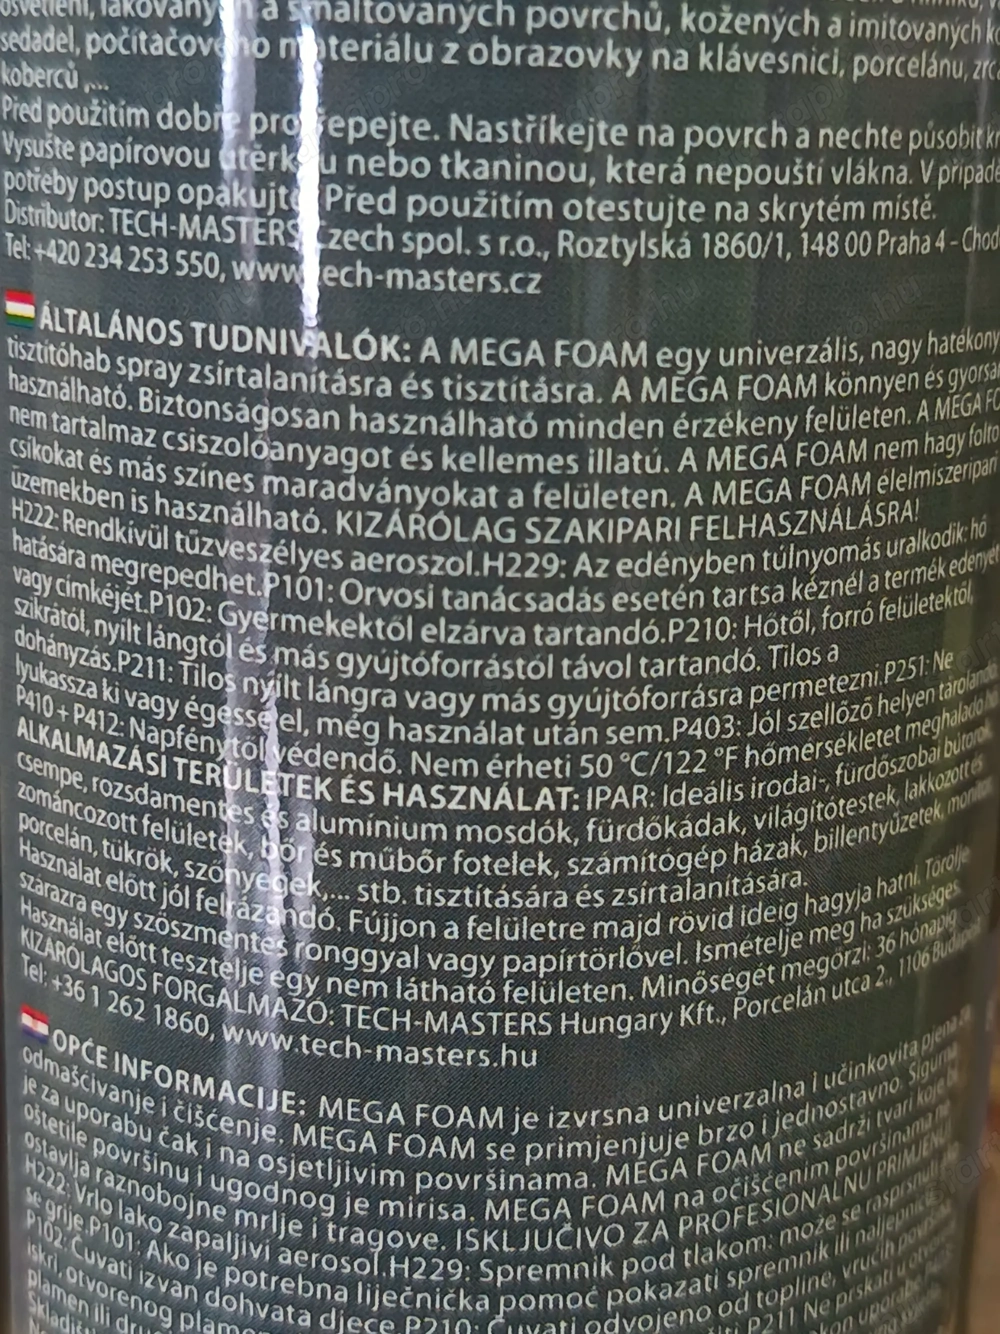 osvětlení, lakovaných a smaltovaných povrchů, kožených a imitovaných
sedadel, počítačového materiálu z obrazovky na klávesnici, porcelánu,
koberců ,...
Před použitím dobře protřepejte. Nastříkejte na povrch a nechte působit
Vysušte papírovou utěrkou nebo tkaninou, která nepouští vlákna. V případě
potřeby postup opakujte. Před použitím otestujte na skrytém místě.
Distributor: TECH-MASTERS Czech spol. s r.o., Roztylská 1860/1, 148 00 Praha 4 - Chod
Tel: +420 234 253 550, www.tech-masters.cz
ÁLTALÁNOS TUDNIVALÓK: A MEGA FOAM egy univerzális, nagy hatékony
tisztítóhab spray zsírtalanításra és tisztításra. A MEGA FOAM könnyen és gyorsan
használható. Biztonságosan használható minden érzékeny felületen. A MEGA FO
nem tartalmaz csiszolóanyagot és kellemes illatú. A MEGA FOAM nem hagy folto
csíkokat és más színes maradványokat a felületen. A MEGA FOAM élelmiszeripari
üzemekben is használható. KIZÁRÓLAG SZAKIPARI FELHASZNÁLÁSRA!
H222: Rendkívül tűzveszélyes aeroszol.H229: Az edényben túlnyomás uralkodik: hő
hatására megrepedhet.P101: Orvosi tanácsadás esetén tartsa kéznél a termék edényét
vagy címkéjét.P102: Gyermekektől elzárva tartandó.P210: Hőtől, forró felületektől,
szikrától, nyílt lángtól és más gyújtóforrástól távol tartandó. Tilos a
dohányzás.P211: Tilos nyílt lángra vagy más gyújtóforrásra permetezni.P251: Ne
lyukassza ki vagy égesse el, még használat után sem.P403: Jól szellőző helyen tárolandó
P410 + P412: Napfénytől védendő. Nem érheti 50 °C/122 °F hőmérsékletet meghaladó
ALKALMAZÁSI TERÜLETEK ÉS HASZNÁLAT: IPAR: Ideális irodai-, fürdőszobai bútorok,
csempe, rozsdamentes és alumínium mosdók, fürdőkádak, világítótestek, lakkozott és
zománcozott felületek, bőr és műbőr fotelek, számítógép házak, billentyűzetek, monitor,
porcelán, tükrök, szőnyegek,... stb. tisztítására és zsírtalanítására.
Használat előtt jól felrázandó. Fújjon a felületre majd rövid ideig hagyja hatni. Törölje
szárazra egy szöszmentes ronggyal vagy papírtörlővel. Ismételje meg ha szükséges.
Használat előtt tesztelje egy nem látható felületen. Minőségét megőrzi: 36 hónapig
KIZÁRÓLAGOS FORGALMAZÓ: TECH-MASTERS Hungary Kft., Porcelán utca 2., 1106 Budapest
Tel: +36 1 262 1860, www.tech-masters.hu
OPĆE INFORMACIJE: MEGA FOAM je izvrsna univerzalna i učinkovita pjena za
odmašćivanje i čišćenje. MEGA FOAM se primjenjuje brzo i jednostavno. Sigurna
je za uporabu čak i na osjetljivim površinama. MEGA FOAM ne sadrži tvari koje bi
oštetile površinu i ugodnog je mirisa. MEGA FOAM na očišćenim površinama ne
ostavlja raznobojne mrlje i tragove. ISKLJUČIVO ZA PROFESIONALNU PRIMJENU!
H222: Vrlo lako zapaljivi aerosol.H229: Spremnik pod tlakom: može se rasprsnuti
se grije.P101: Ako je potrebna liječnička pomoć pokazati spremnik ili naljepnicu.
P102: Čuvati izvan dohvata djece P210: Čuvati odvojeno od topline, vrućih površina,
iskri, otvorenog plamena P211 Ne prskati u otvoreni
plamen ili